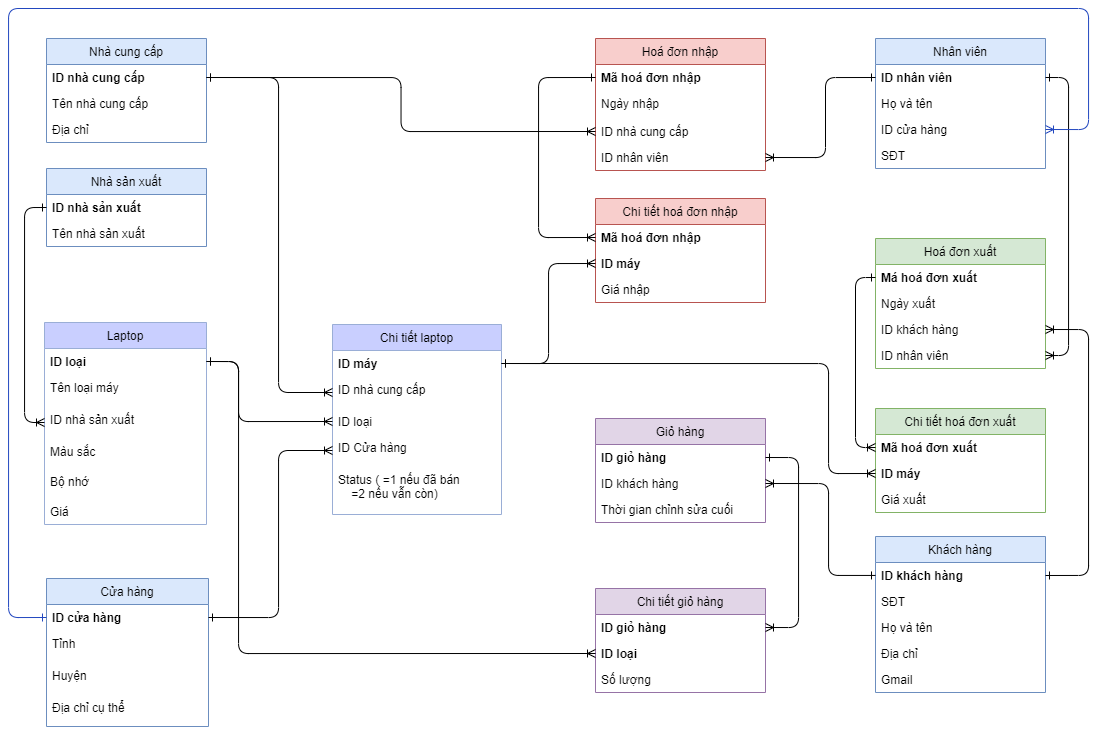 Nhà cung cấp
ID nhà cung cấp
Tên nhà cung cấp
Địa chỉ
Nhà sản xuất
ID nhà sản xuất
Tên nhà sản xuất
Laptop
ID loại
Tên loại máy
ID nhà sản xuất
Màu sắc
Bộ nhớ
Giá
Cửa hàng
ID cửa hàng
Tỉnh
Huyện
Địa chỉ cụ thể
Chi tiết laptop
ID máy
ID nhà cung cấp
ID loại
ID Cửa hàng
Status ( =1 nếu đã bán
=2 nếu vẫn còn)
Hoá đơn nhập
Mã hoá đơn nhập
Ngày nhập
ID nhà cung cấp
ID nhân viên
Chi tiết hoá đơn nhập
Mã hoá đơn nhập
ID máy
Giá nhập
Giỏ hàng
ID giỏ hàng
ID khách hàng
Thời gian chỉnh sửa cuối
Chi tiết giỏ hàng
ID giỏ hàng
ID loại
Số lượng
Nhân viên
ID nhân viên
Họ và tên
ID cửa hàng
SĐT
Hoá đơn xuất
Má hoá đơn xuất
Ngày xuất
ID khách hàng
ID nhân viên
Chi tiết hoá đơn xuất
Mã hoá đơn xuất
ID máy
Giá xuất
Khách hàng
ID khách hàng
SĐT
Họ và tên
Địa chỉ
Gmail